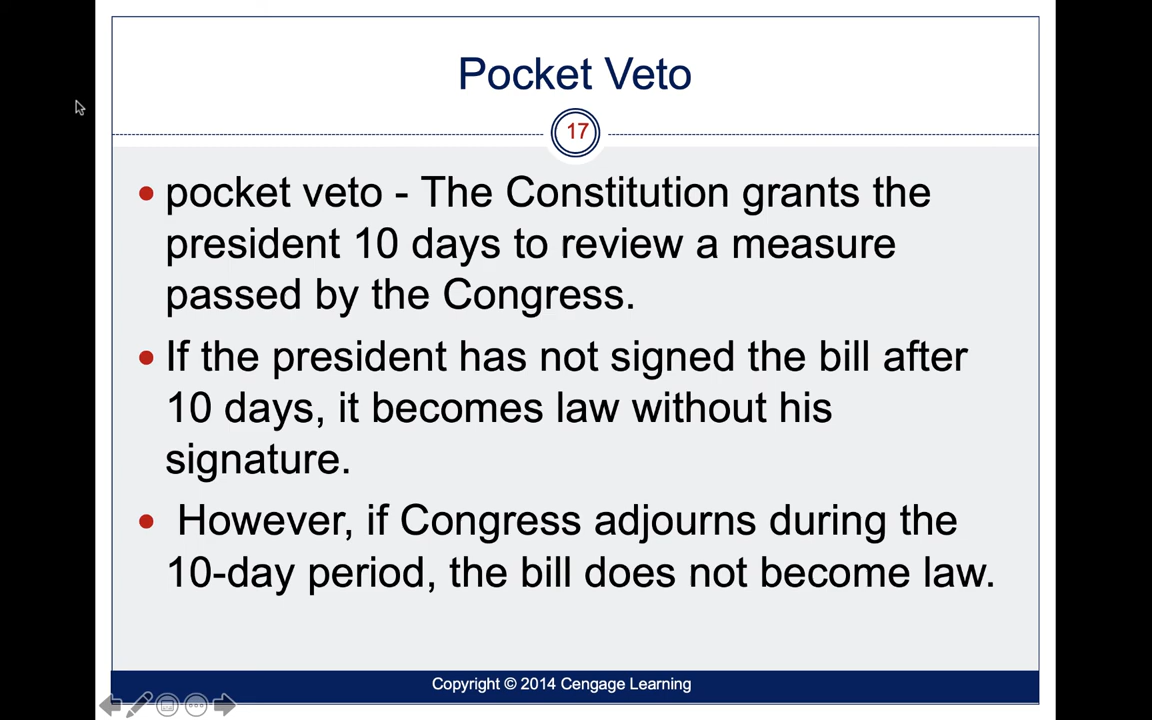 Pocket Veto
17
• pocket veto - The Constitution grants the
president 10 days to review a measure
passed by the Congress.
• If the president has not signed the bill after
10 days, it becomes law without his
signature.
• However, if Congress adjourns during the
10-day period, the bill does not become law.
Copyright © 2014 Cengage Learning